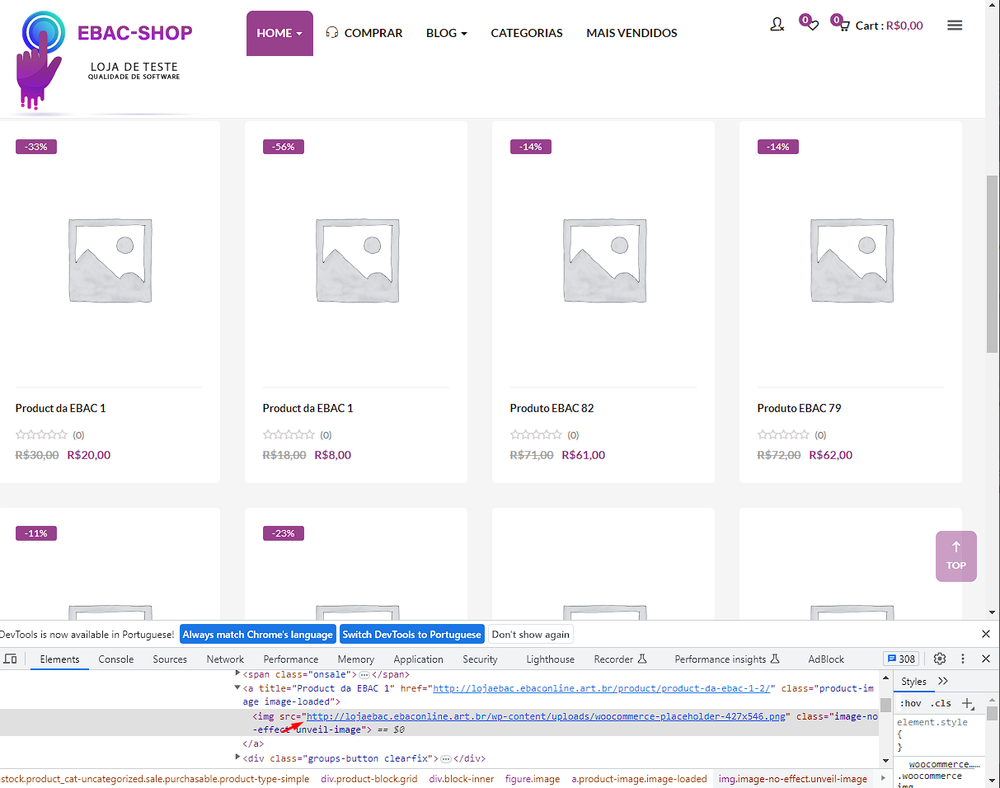 EBAC-SHOP
LOJA DE TESTE
QUALIDADE DE SOFTWARE
HOME COMPRAR BLOG CATEGORIAS MAIS VENDIDOS
0 0 Cart : R$0,00
-33% -56% -14% -14%
Product da EBAC 1 Product da EBAC 1 Produto EBAC 82 Produto EBAC 79
(0) (0) (0) (0)
R$30,00 R$20,00 R$18,00 R$8,00 R$71,00 R$61,00 R$72,00 R$62,00
-11% -23%
TOP
DevTools is now available in Portuguese! Always match Chrome's language Switch DevTools to Portuguese Don't show again
Elements Console Sources Network Performance Memory Application Security Lighthouse Recorder Performance insights AdBlock 308
<span class="onsale"> </span>
<a title="Product da EBAC 1" href="http://lojaebac.ebaconline.art.br/product/product-da-ebac-1-2/" class="product-im
age image-loaded">
<img src="http://lojaebac.ebaconline.art.br/wp-content/uploads/woocommerce-placeholder-427x546.png" class="image-no
-effect unveil-image"> == $0
</a>
<div class="groups-button clearfix"> </div>
Styles
:hov .cls
element.style
{
}
woocommerce.…
.woocommerce
img
stock.product_cat-uncategorized.sale.purchasable.product-type-simple div.product-block.grid div.block-inner figure.image a.product-image.image-loaded img.image-no-effect.unveil-image